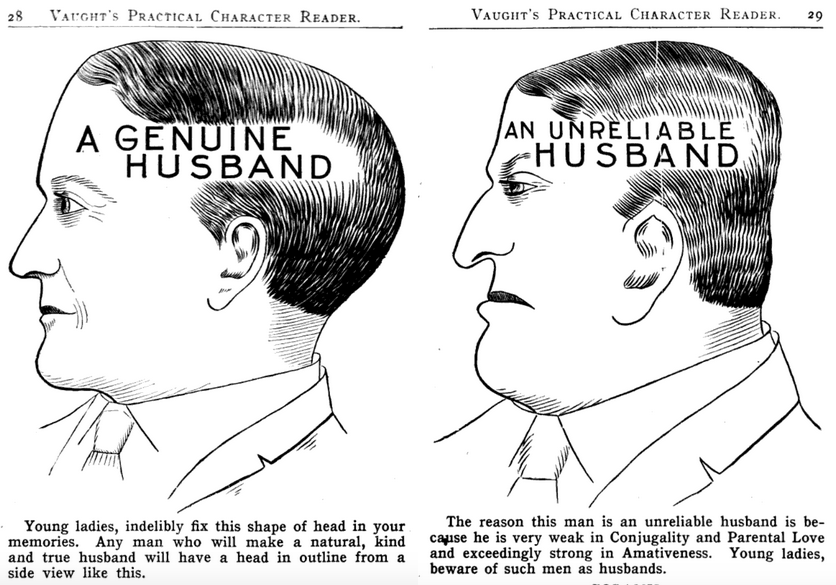 28 VAUGHT'S PRACTICAL CHARACTER READER.
A GENUINE
HUSBAND
Young ladies, indelibly fix this shape of head in your
memories. Any man who will make a natural, kind
and true husband will have a head in outline from a
side view like this.
VAUGHT'S PRACTICAL CHARACTER READER. 29
AN UNRELIABLE
HUSBAND
The reason this man is an unreliable husband is be-
cause he is very weak in Conjugality and Parental Love
and exceedingly strong in Amativeness. Young ladies,
beware of such men as husbands.